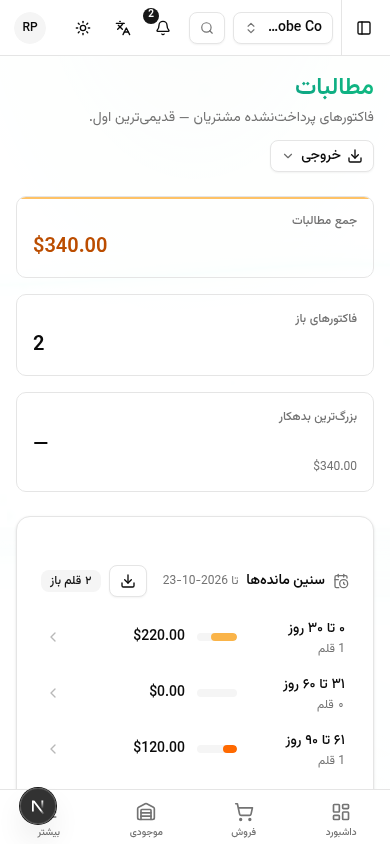 obe Co...
2
RP
مطالبات
فاکتورهای پرداخت‌نشده مشتریان — قدیمی‌ترین اول.
خروجی
جمع مطالبات
$340.00
فاکتورهای باز
2
بزرگ‌ترین بدهکار
—
$340.00
سنین مانده‌ها تا 2026-10-23
۲ قلم باز
۰ تا ۳۰ روز $220.00
1 قلم
۳۱ تا ۶۰ روز $0.00
۰ قلم
۶۱ تا ۹۰ روز $120.00
1 قلم
داشبورد
فروش
موجودی
بیشتر
N